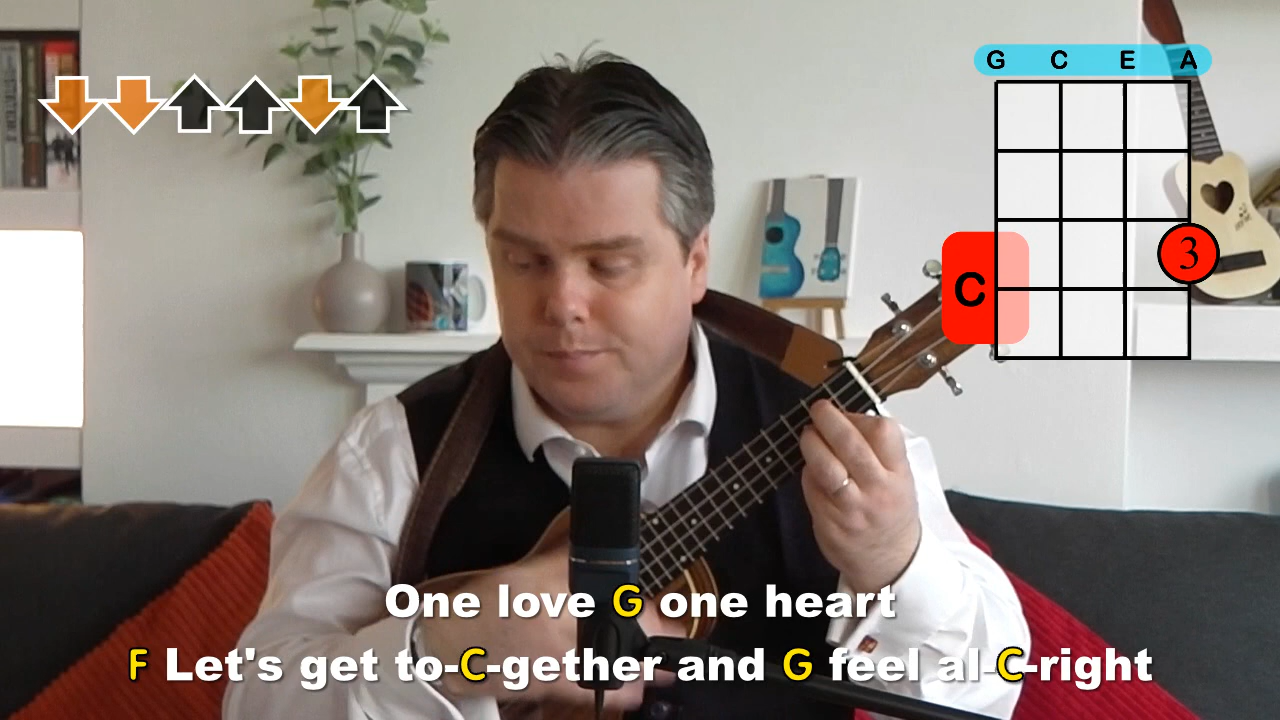 G C E A
3
C
One love G one heart
F Let's get to-C-gether and G feel al-C-right